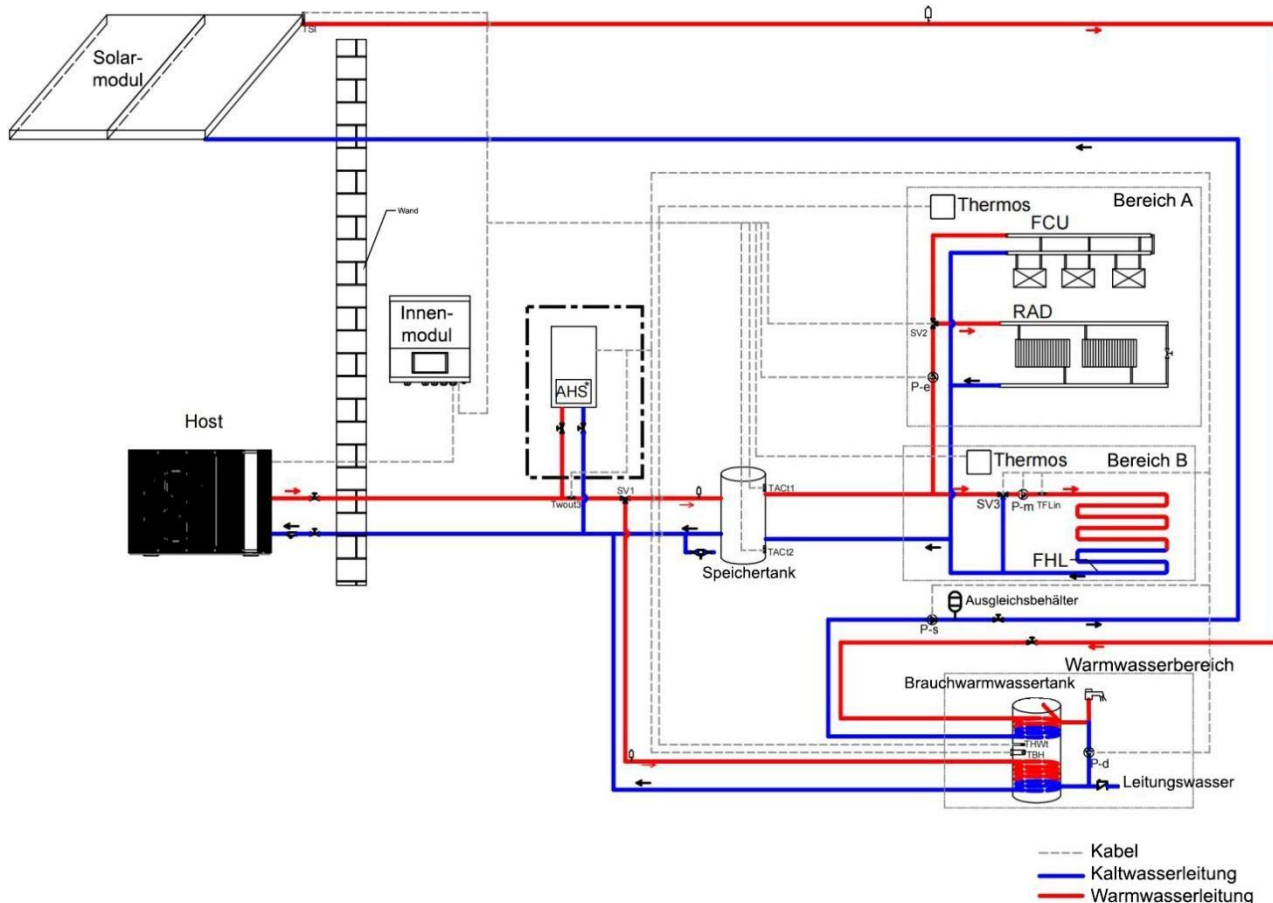 TSl
Solar-
modul
Wand
Thermos
Bereich A
FCU
Innen-
modul
RAD
SV2
AHS*
P-e
Host
Thermos
Bereich B
TACt1
SV1
Twout3
SV3
P-m
TFLin
TACt2
Speichertank
FHL
Ausgleichsbehälter
P-s
Warmwasserbereich
Brauchwarmwassertank
THWt
TBH
P-d
Leitungswasser
Kabel
Kaltwasserleitung
Warmwasserleitung